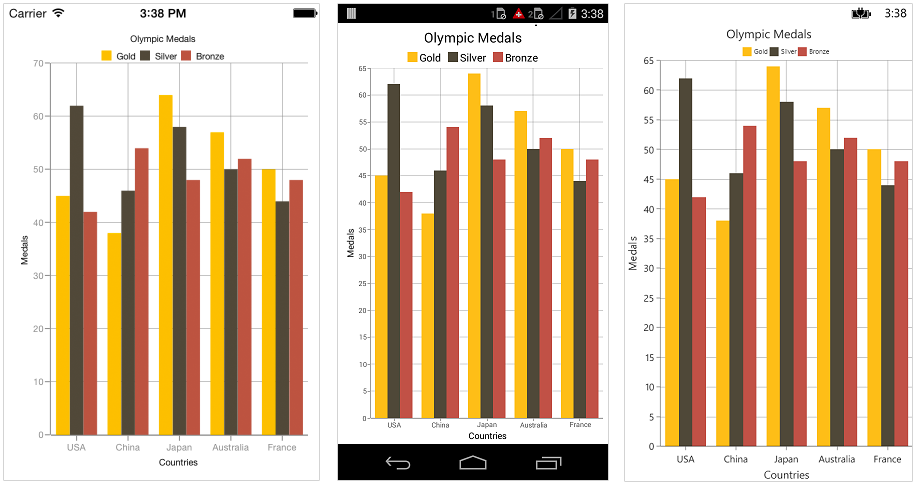 Carrier 3:38 PM
Olympic Medals
Gold Silver Bronze
70
60
50
40
30
20
10
0
Medals
USA China Japan Australia France
Countries
1 2 3:38
Olympic Medals
Gold Silver Bronze
65
60
55
50
45
40
35
30
25
20
15
10
5
0
Medals
USA China Japan Australia France
Countries
3:38
Olympic Medals
Gold Silver Bronze
65
60
55
50
45
40
35
30
25
20
15
10
5
0
Medals
USA China Japan Australia France
Countries